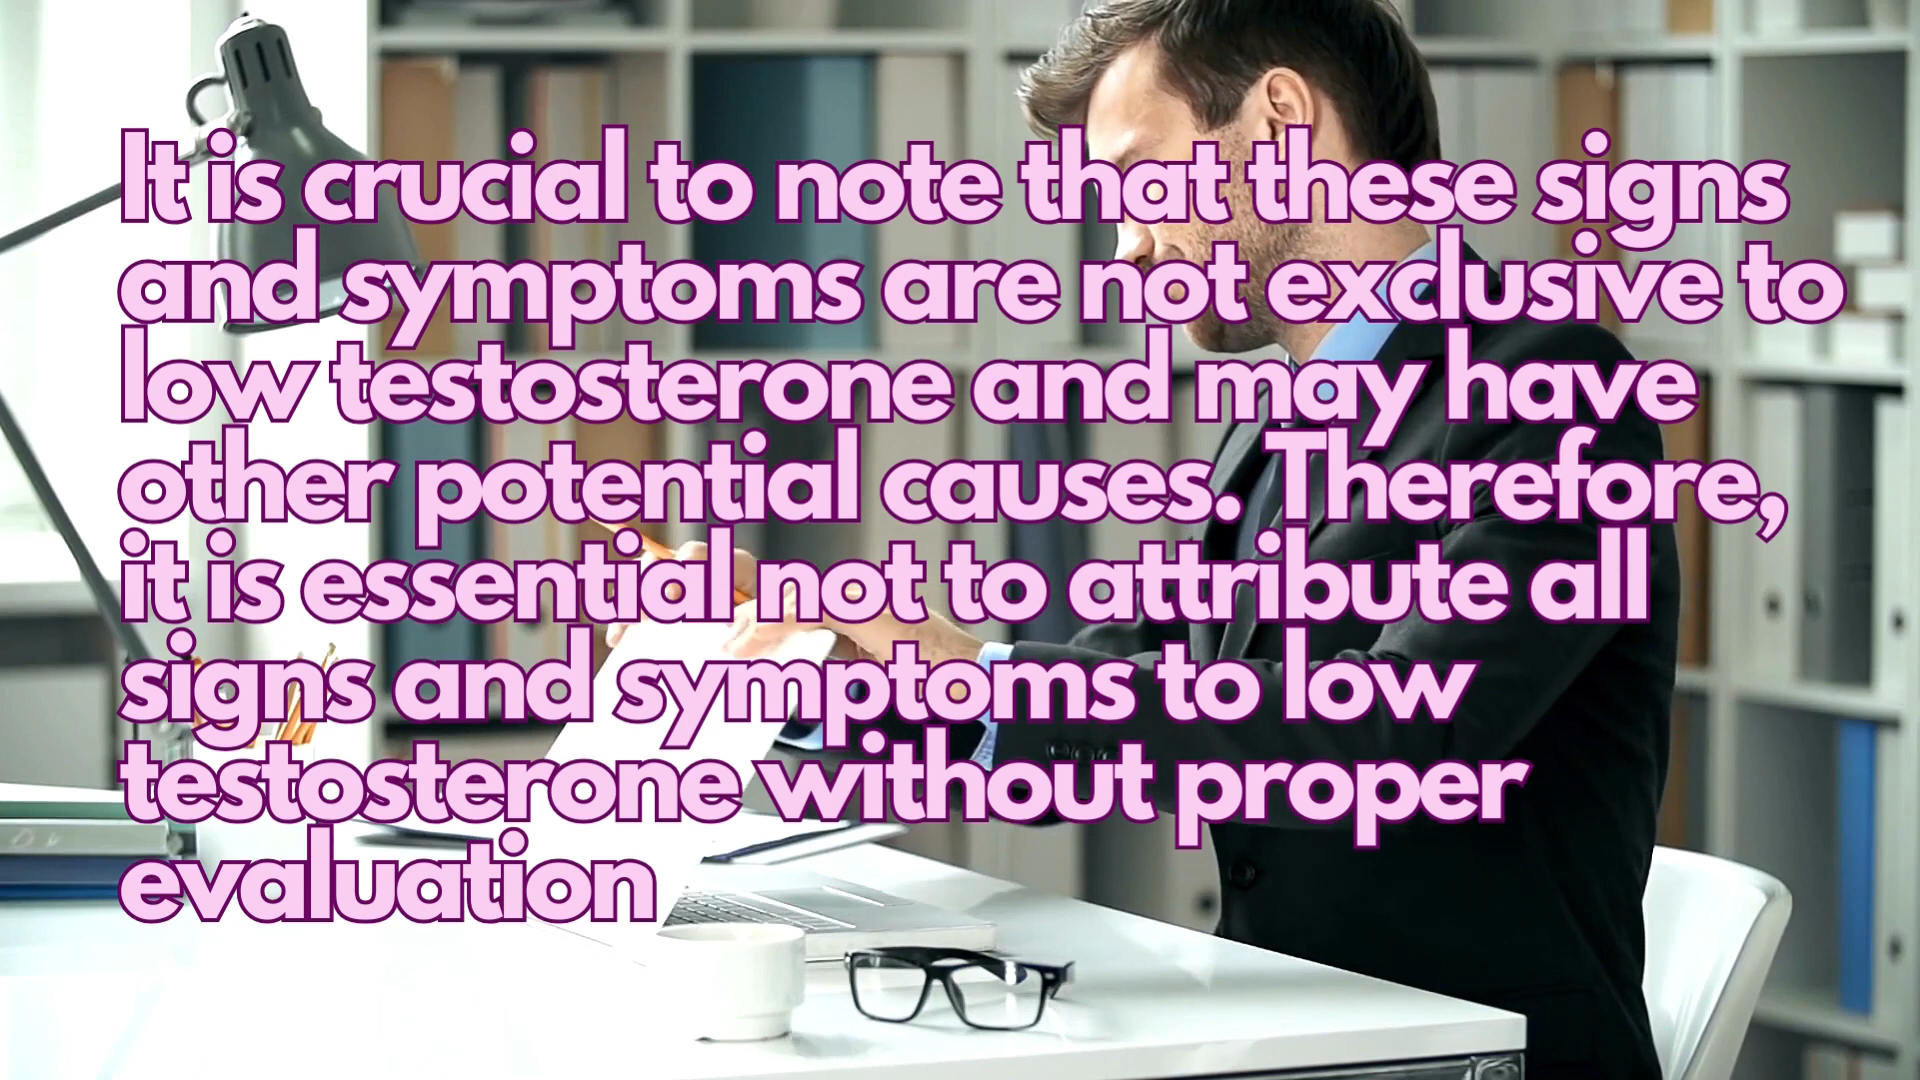 It is crucial to note that these signs
and symptoms are not exclusive to
low testosterone and may have
other potential causes. Therefore,
it is essential not to attribute all
signs and symptoms to low
testosterone without proper
evaluation